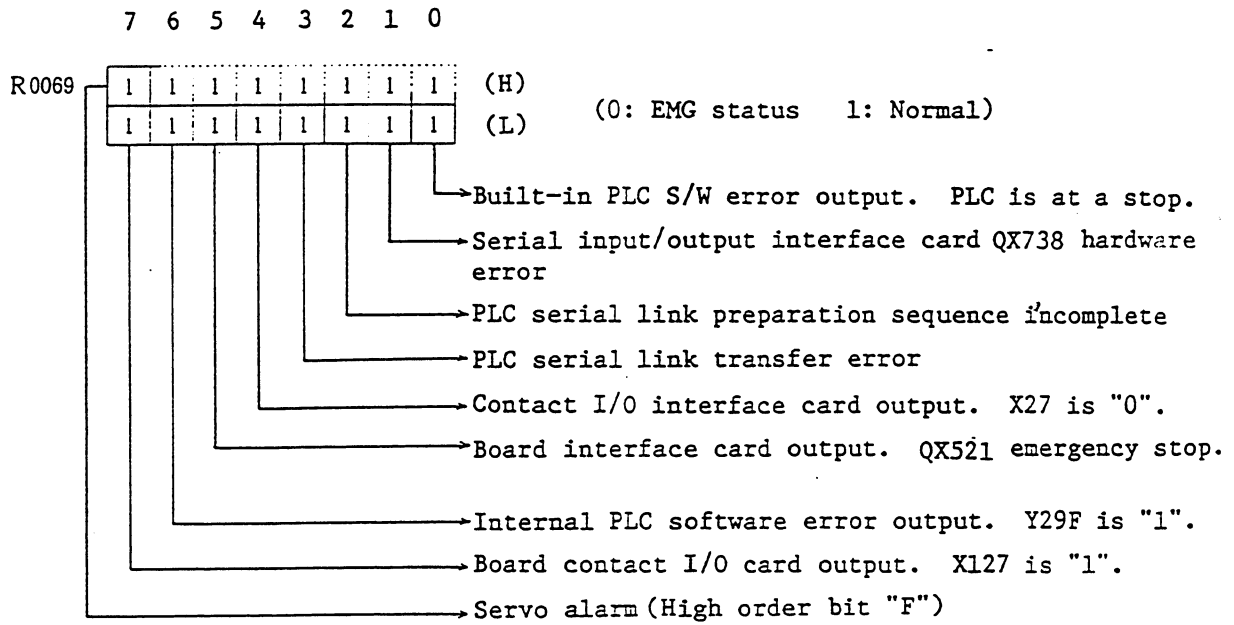 7 6 5 4 3 2 1 0
R0069 1 1 1 1 1 1 1 1 (H)
(0: EMG status 1: Normal)
1 1 1 1 1 1 1 1 (L)
Built-in PLC S/W error output. PLC is at a stop.
Serial input/output interface card QX738 hardware
error
PLC serial link preparation sequence incomplete
PLC serial link transfer error
Contact I/O interface card output. X27 is "0".
Board interface card output. QX521 emergency stop.
Internal PLC software error output. Y29F is "1".
Board contact I/O card output. X127 is "1".
Servo alarm (High order bit "F")